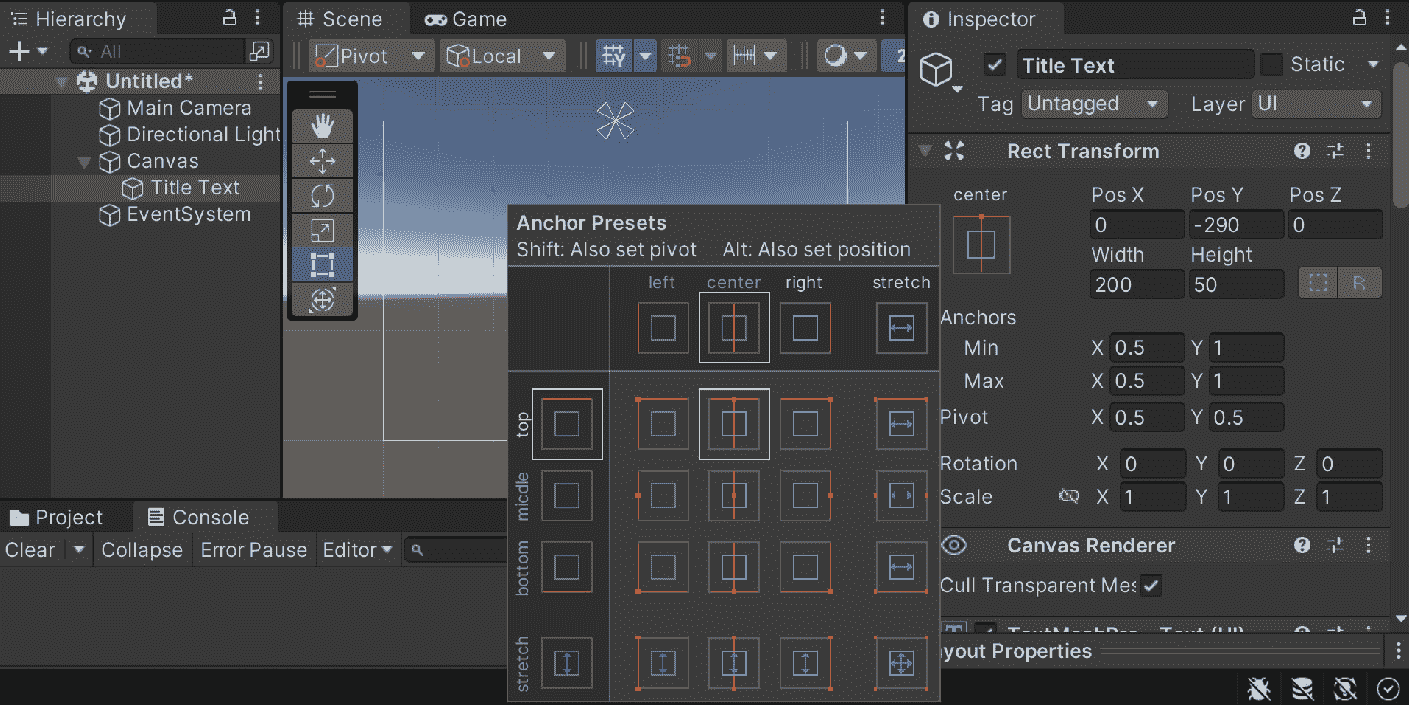 Hierarchy
All
Untitled*
Main Camera
Directional Light
Canvas
Title Text
EventSystem
Scene
Game
Pivot
Local
2
Anchor Presets
Shift: Also set pivot Alt: Also set position
left center right stretch
top
middle
bottom
stretch
Project
Console
Clear
Collapse
Error Pause
Editor
Inspector
Title Text
Static
Tag Untagged
Layer UI
Rect Transform
center
Pos X Pos Y Pos Z
0 -290 0
Width Height
200 50
R
Anchors
Min X 0.5 Y 1
Max X 0.5 Y 1
Pivot X 0.5 Y 0.5
Rotation X 0 Y 0 Z 0
Scale X 1 Y 1 Z 1
Canvas Renderer
Cull Transparent Mes
yout Properties